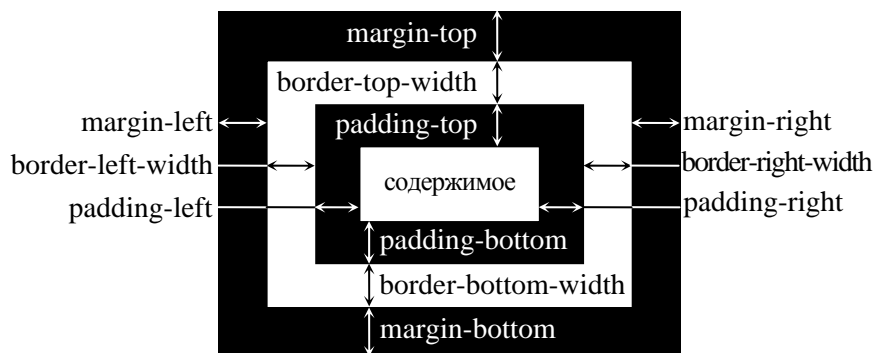 margin-top
border-top-width
margin-left
padding-top
margin-right
border-left-width
border-right-width
содержимое
padding-left
padding-right
padding-bottom
border-bottom-width
margin-bottom